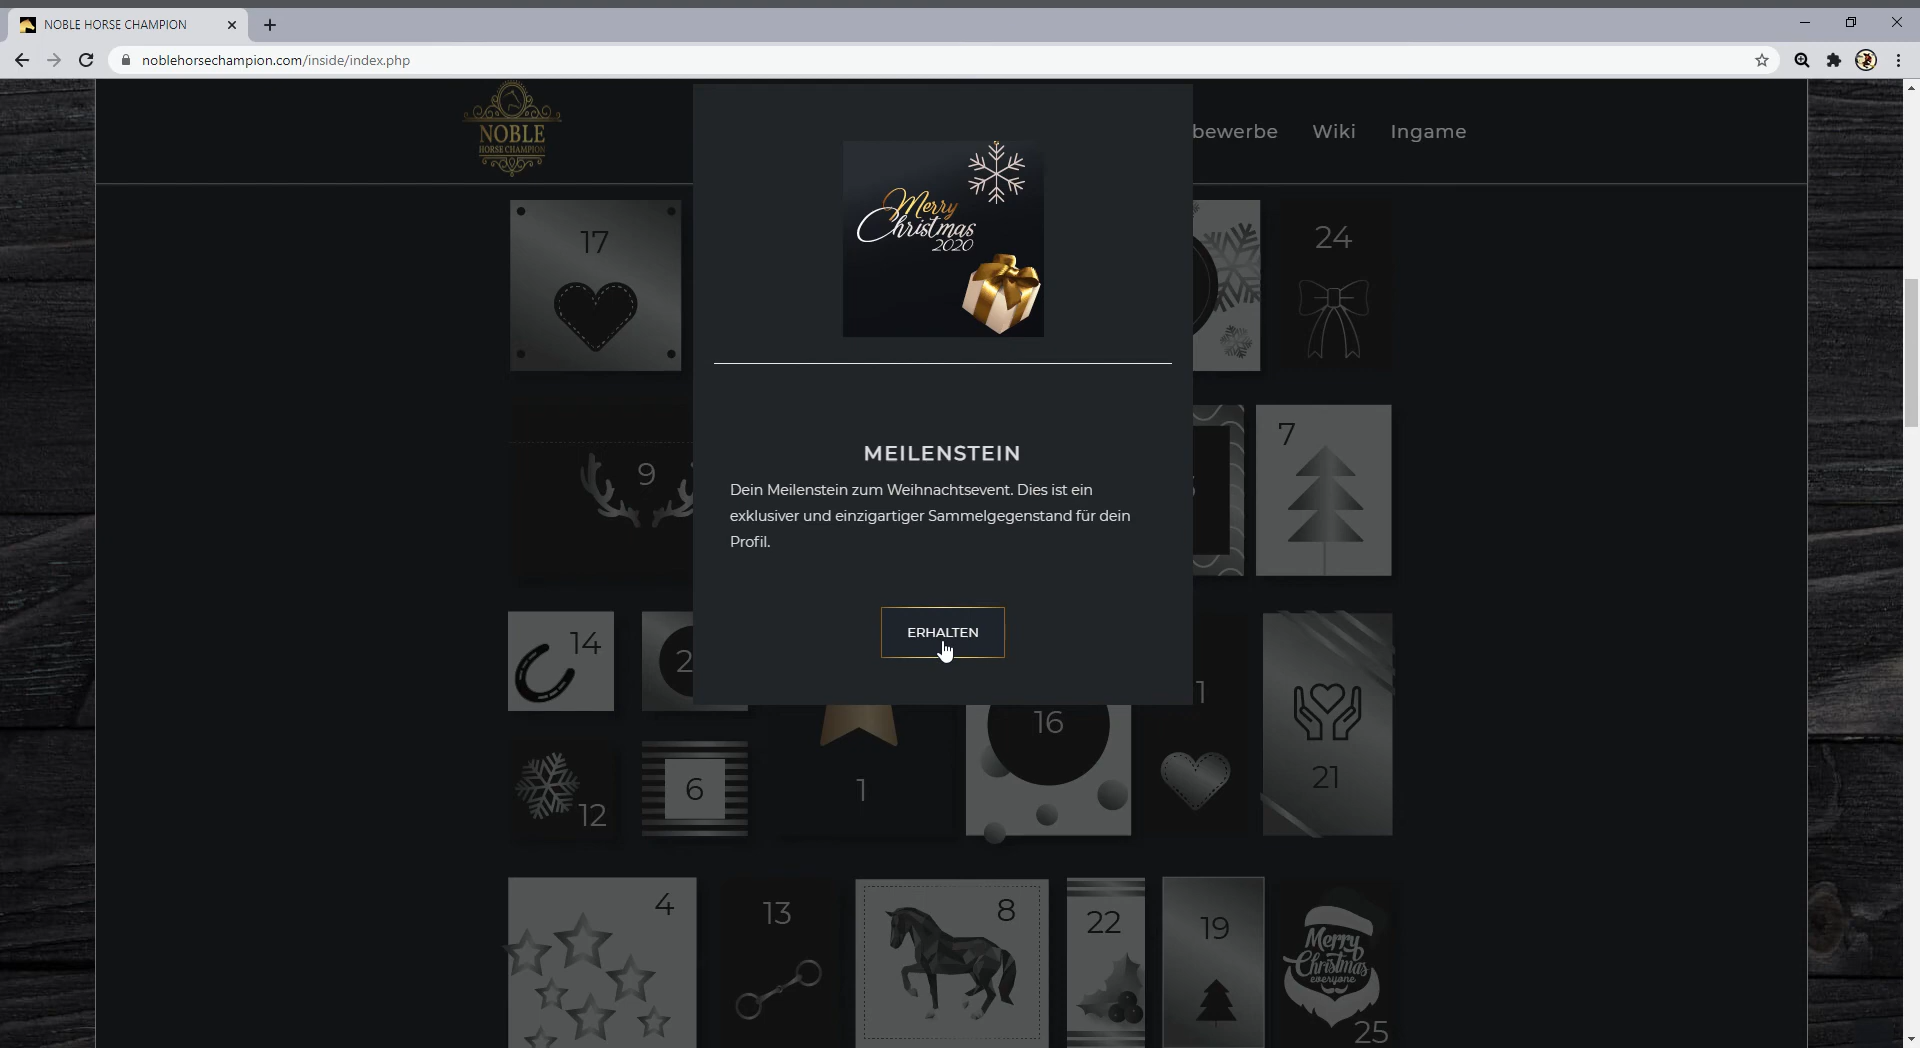 NOBLE HORSE CHAMPION
noblehorsechampion.com/inside/index.php
NOBLE
HORSE CHAMPION
bewerbe
Wiki
Ingame
17
24
Merry
Christmas
2020
9
7
MEILENSTEIN
Dein Meilenstein zum Weihnachtsevent. Dies ist ein
exklusiver und einzigartiger Sammelgegenstand für dein
Profil.
ERHALTEN
14
2
1
16
21
12
6
1
4
13
8
22
19
Merry
Christmas
everyone
25